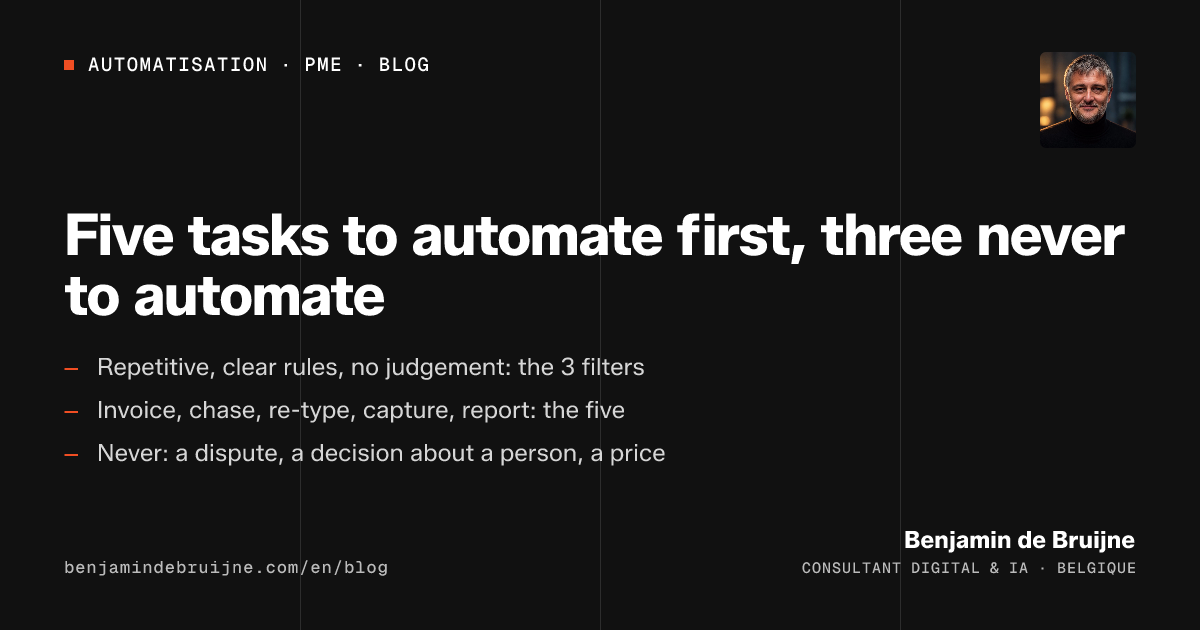 AUTOMATISATION · PME · BLOG
Five tasks to automate first, three never
to automate
– Repetitive, clear rules, no judgement: the 3 filters
– Invoice, chase, re-type, capture, report: the five
– Never: a dispute, a decision about a person, a price
Benjamin de Bruijne
benjamindebruijne.com/en/blog
CONSULTANT DIGITAL & IA · BELGIQUE